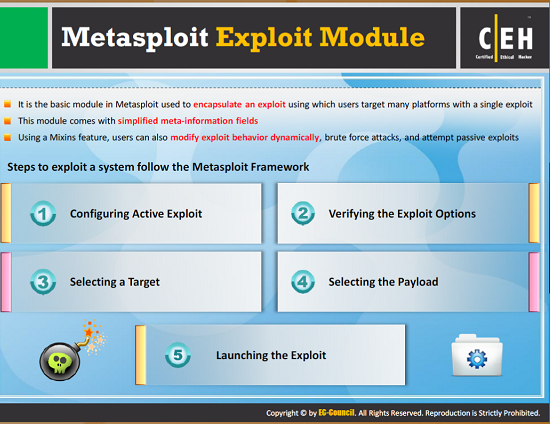 Metasploit Exploit Module
C|EH
Certified Ethical Hacker
It is the basic module in Metasploit used to encapsulate an exploit using which users target many platforms with a single exploit
This module comes with simplified meta-information fields
Using a Mixins feature, users can also modify exploit behavior dynamically, brute force attacks, and attempt passive exploits
Steps to exploit a system follow the Metasploit Framework
1 Configuring Active Exploit
2 Verifying the Exploit Options
3 Selecting a Target
4 Selecting the Payload
5 Launching the Exploit
Copyright © by EG-Council. All Rights Reserved. Reproduction is Strictly Prohibited.